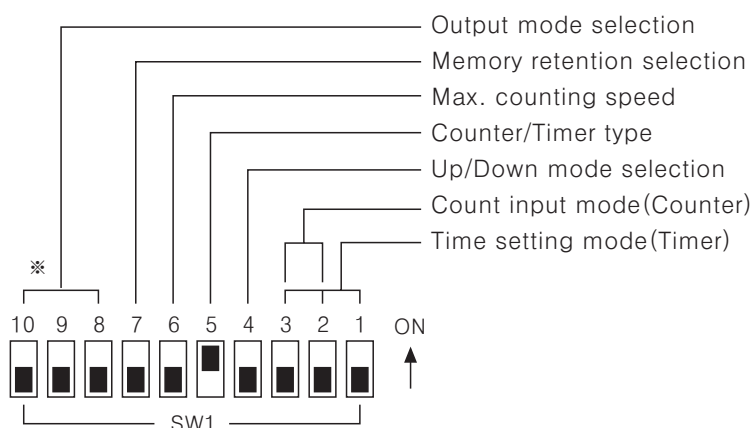 Output mode selection
Memory retention selection
Max. counting speed
Counter/Timer type
Up/Down mode selection
Count input mode(Counter)
Time setting mode(Timer)
※
10 9 8 7 6 5 4 3 2 1 ON
SW1